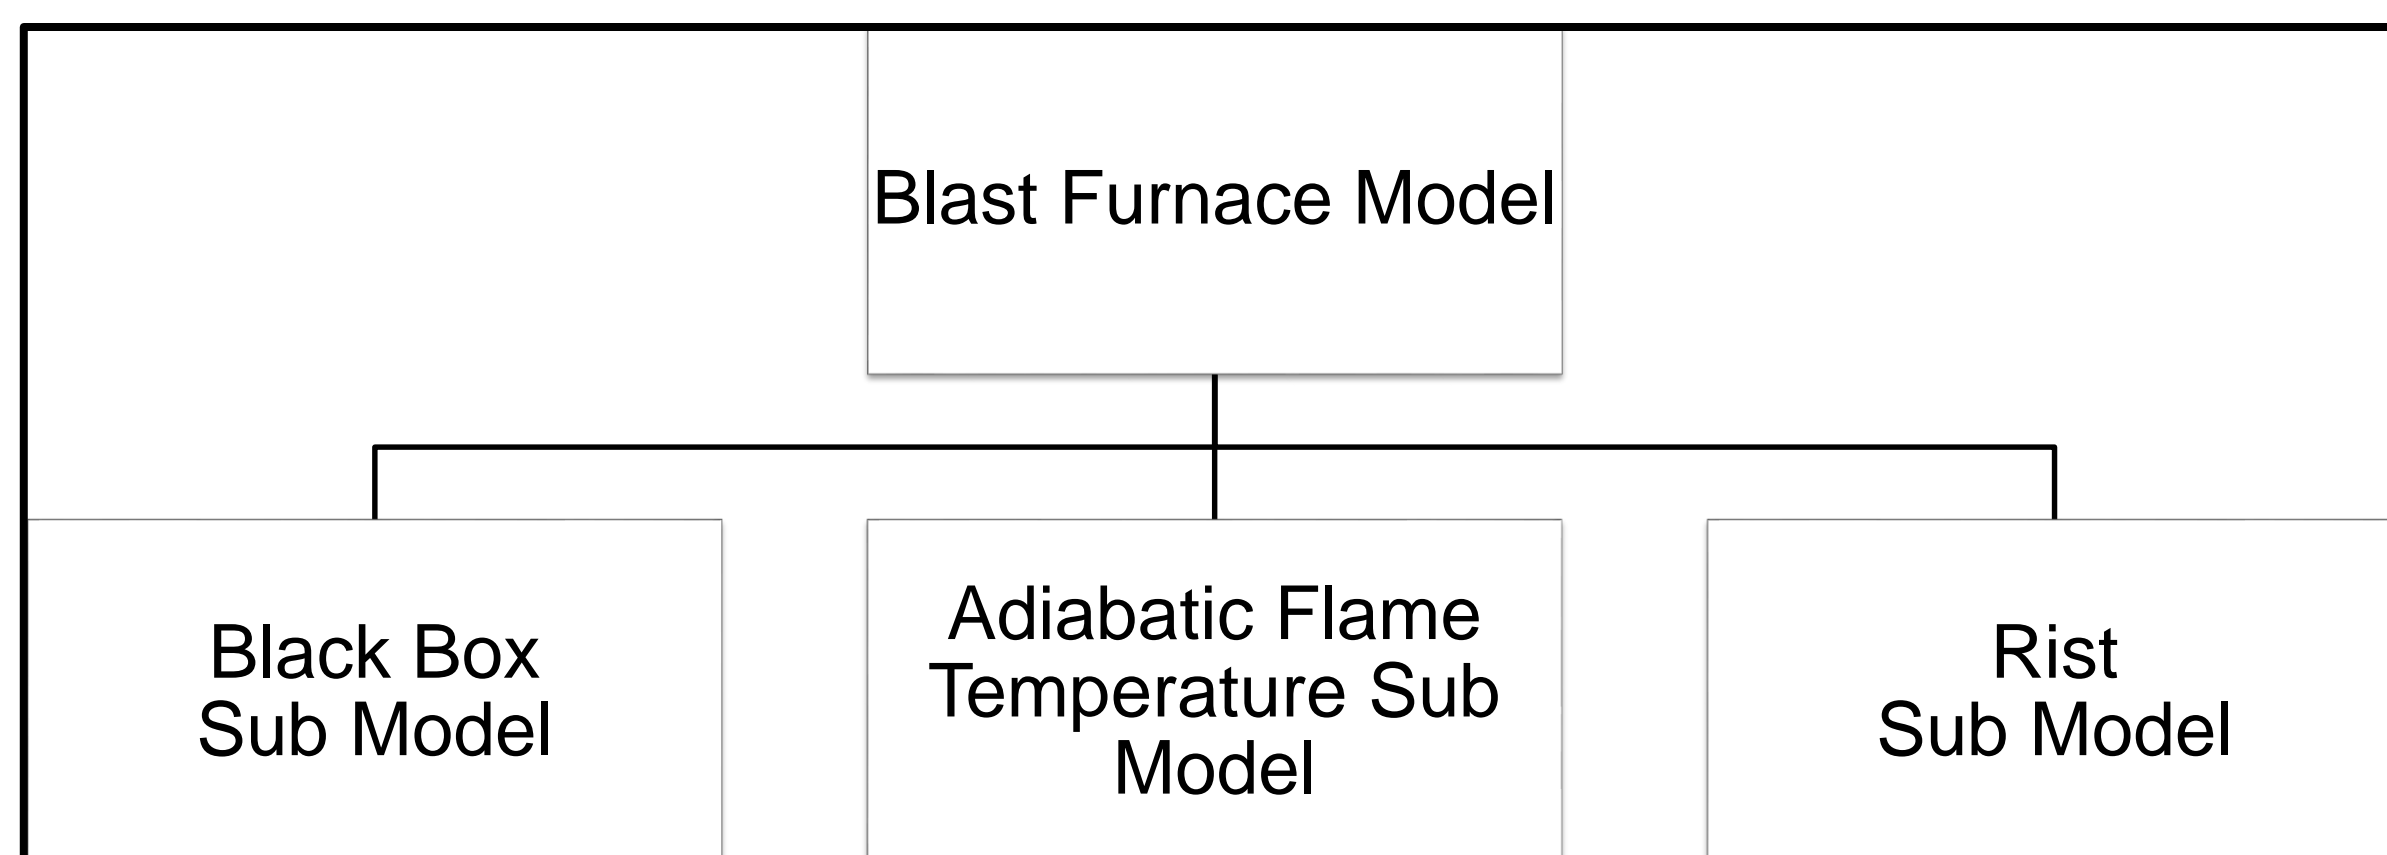 Blast Furnace Model
Black Box
Sub Model
Adiabatic Flame
Temperature Sub
Model
Rist
Sub Model